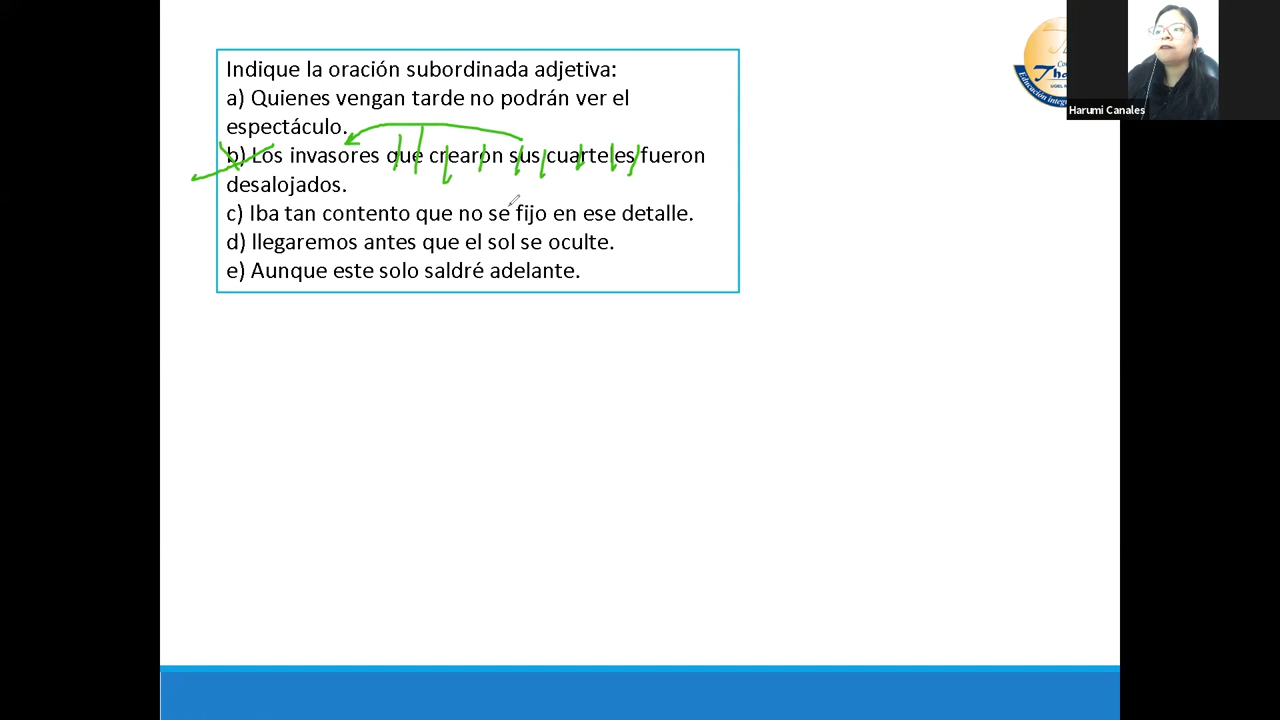 Indique la oración subordinada adjetiva:
a) Quienes vengan tarde no podrán ver el
espectáculo.
b) Los invasores que crearon sus cuarteles fueron
desalojados.
c) Iba tan contento que no se fijo en ese detalle.
d) llegaremos antes que el sol se oculte.
e) Aunque este solo saldré adelante.
Harumi Canales